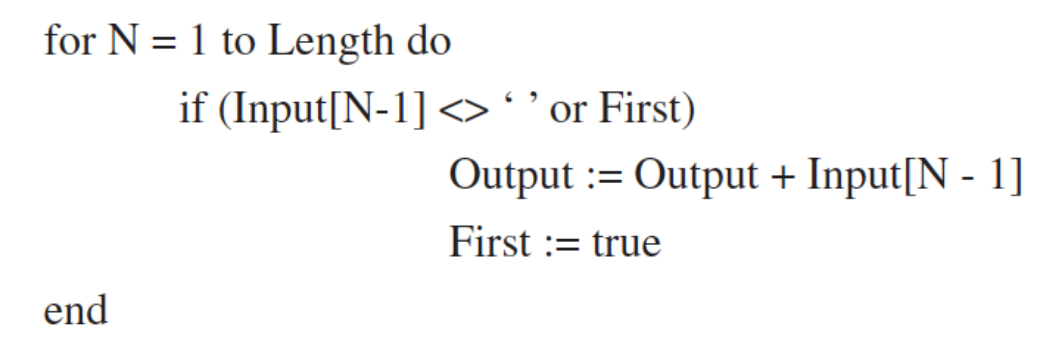 for N = 1 to Length do
if (Input[N-1] <> ‘ ’ or First)
Output := Output + Input[N - 1]
First := true
end